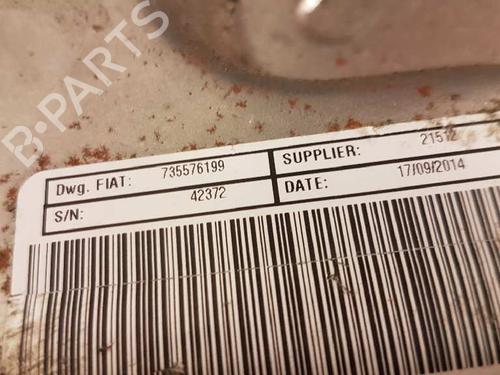 B-PARTS
Dwg. FIAT: 735576199 SUPPLIER: 21512
S/N: 42372 DATE: 17/09/2014